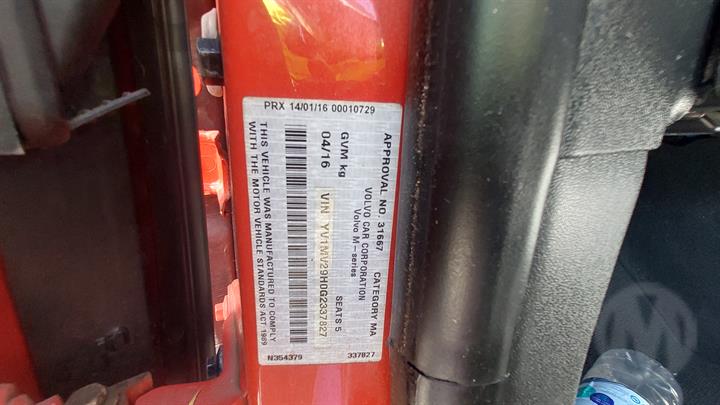 PRX 14/01/16 00010729
APPROVAL NO. 31667 CATEGORY MA
VOLVO CAR CORPORATION
Volvo M-series
GVM kg SEATS 5
04/16
VIN YV1MV29H0G2337827
THIS VEHICLE WAS MANUFACTURED TO COMPLY
WITH THE MOTOR VEHICLE STANDARDS ACT 1989
N354379 337827